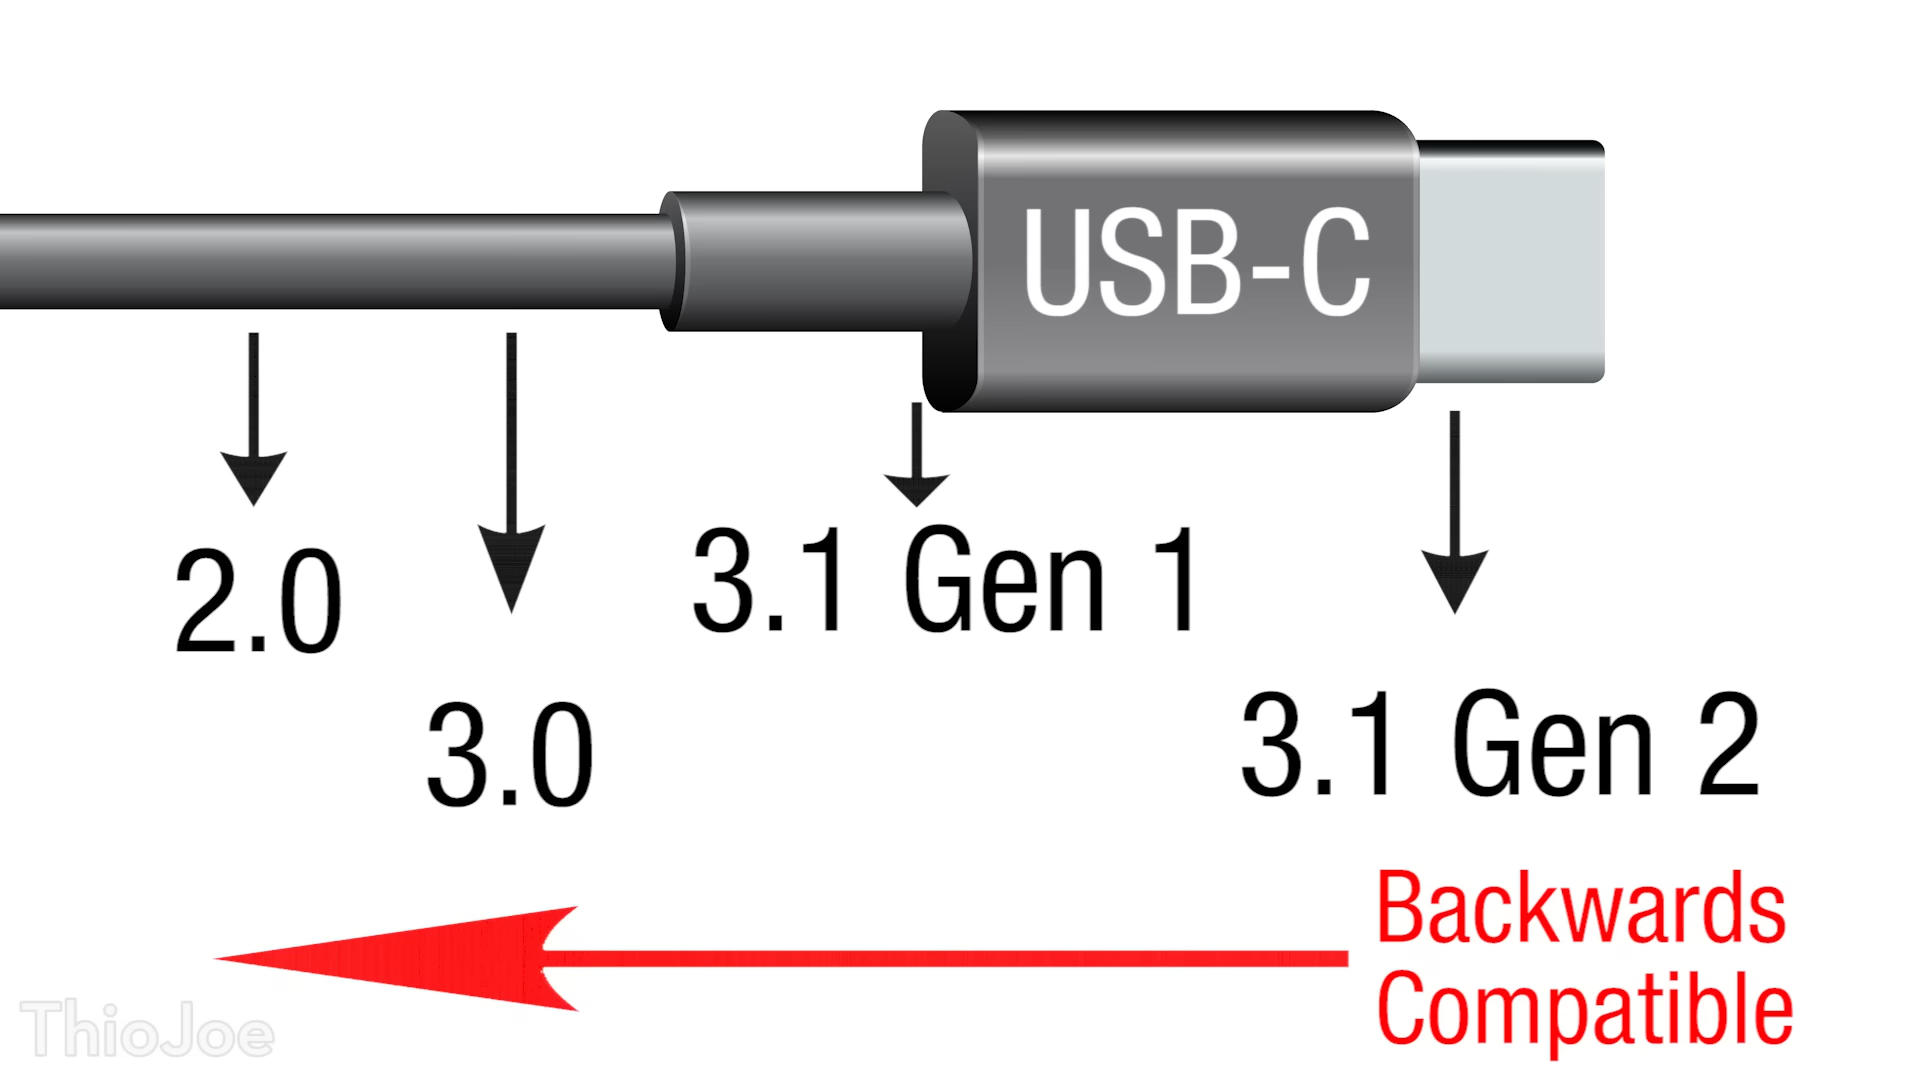 USB-C
2.0
3.0
3.1 Gen 1
3.1 Gen 2
Backwards
Compatible
ThioJoe